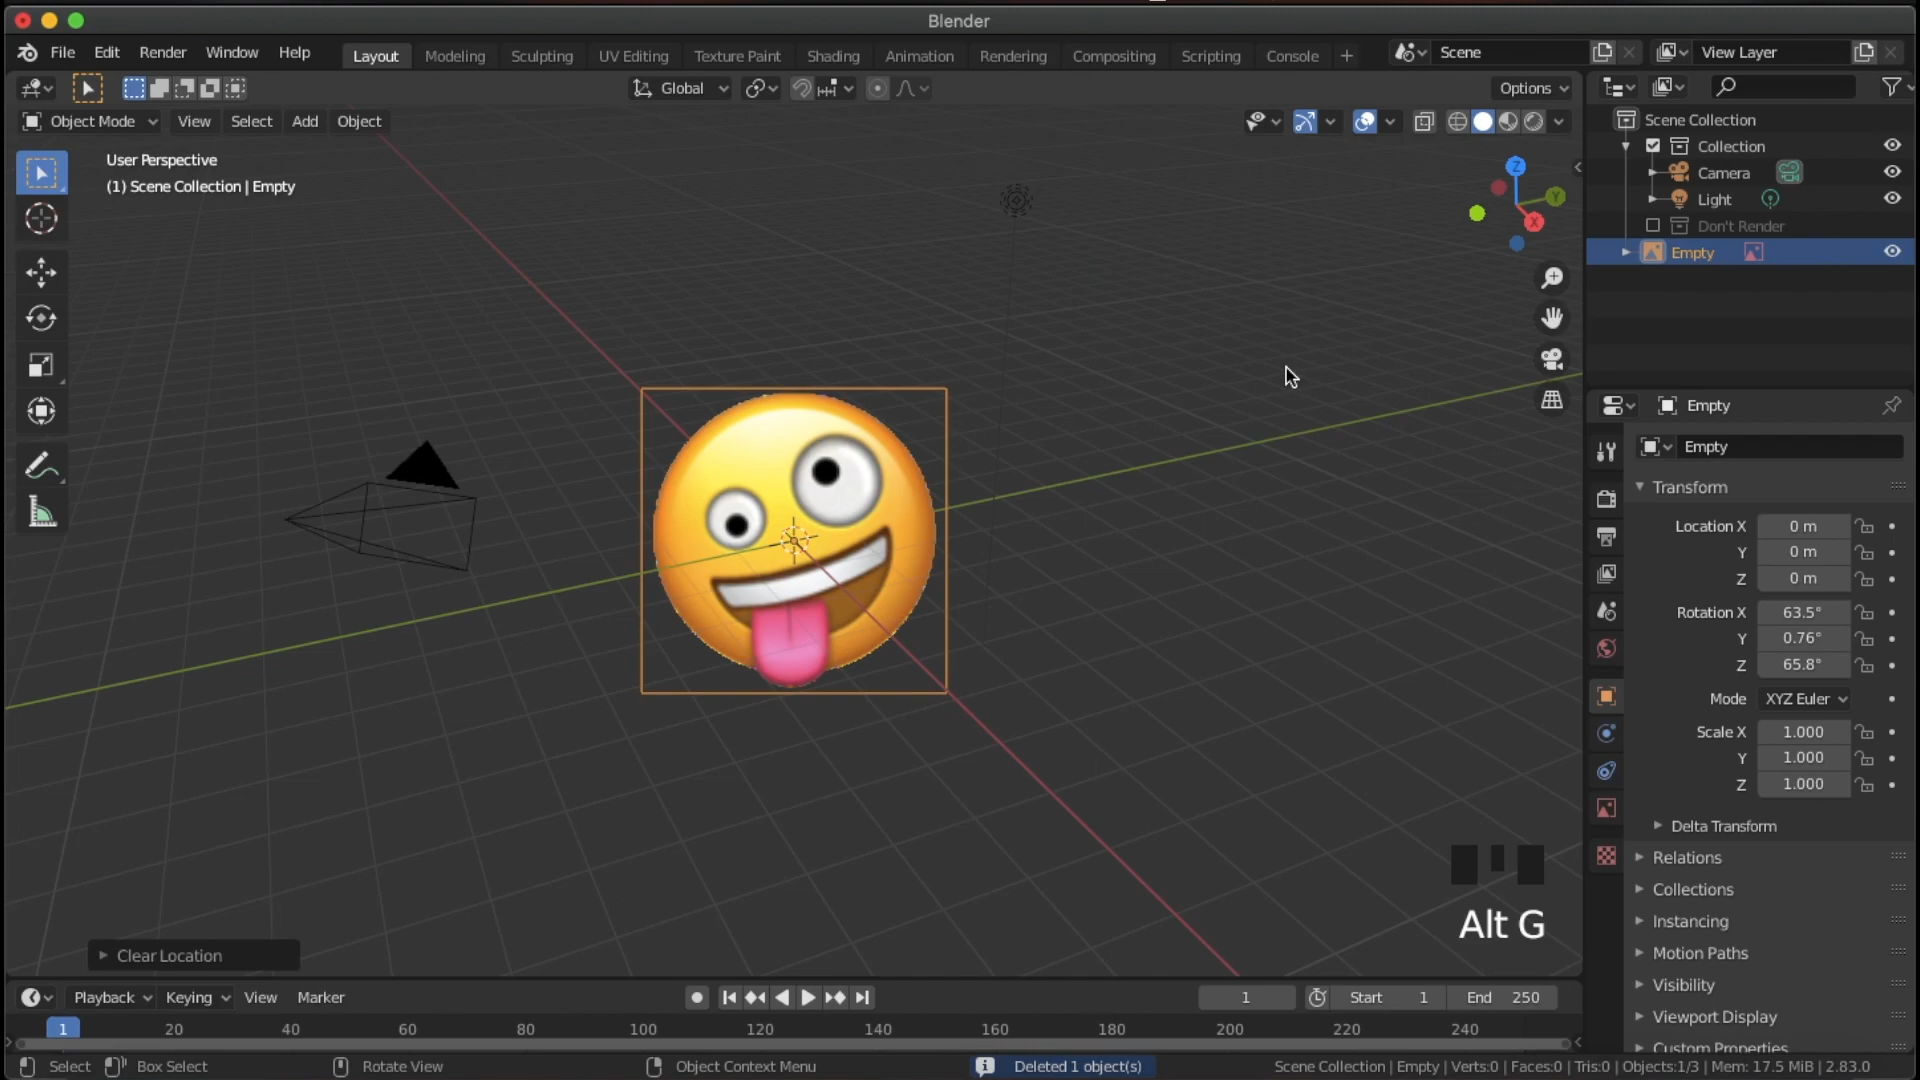 Blender
File Edit Render Window Help
Layout Modeling Sculpting UV Editing Texture Paint Shading Animation Rendering Compositing Scripting Console +
Scene
View Layer
Global
Options
Object Mode View Select Add Object
User Perspective
(1) Scene Collection | Empty
Z
Y
X
Scene Collection
Collection
Camera
Light
Don't Render
Empty
Empty
Empty
Transform
Location X 0 m
Y 0 m
Z 0 m
Rotation X 63.5°
Y 0.76°
Z 65.8°
Mode XYZ Euler
Scale X 1.000
Y 1.000
Z 1.000
Delta Transform
Relations
Collections
Instancing
Motion Paths
Visibility
Viewport Display
Custom Properties
Alt G
Clear Location
Playback Keying View Marker
1
Start 1
End 250
1 20 40 60 80 100 120 140 160 180 200 220 240
Select Box Select Rotate View Object Context Menu
Deleted 1 object(s)
Scene Collection | Empty | Verts:0 | Faces:0 | Tris:0 | Objects:1/3 | Mem: 17.5 MiB | 2.83.0